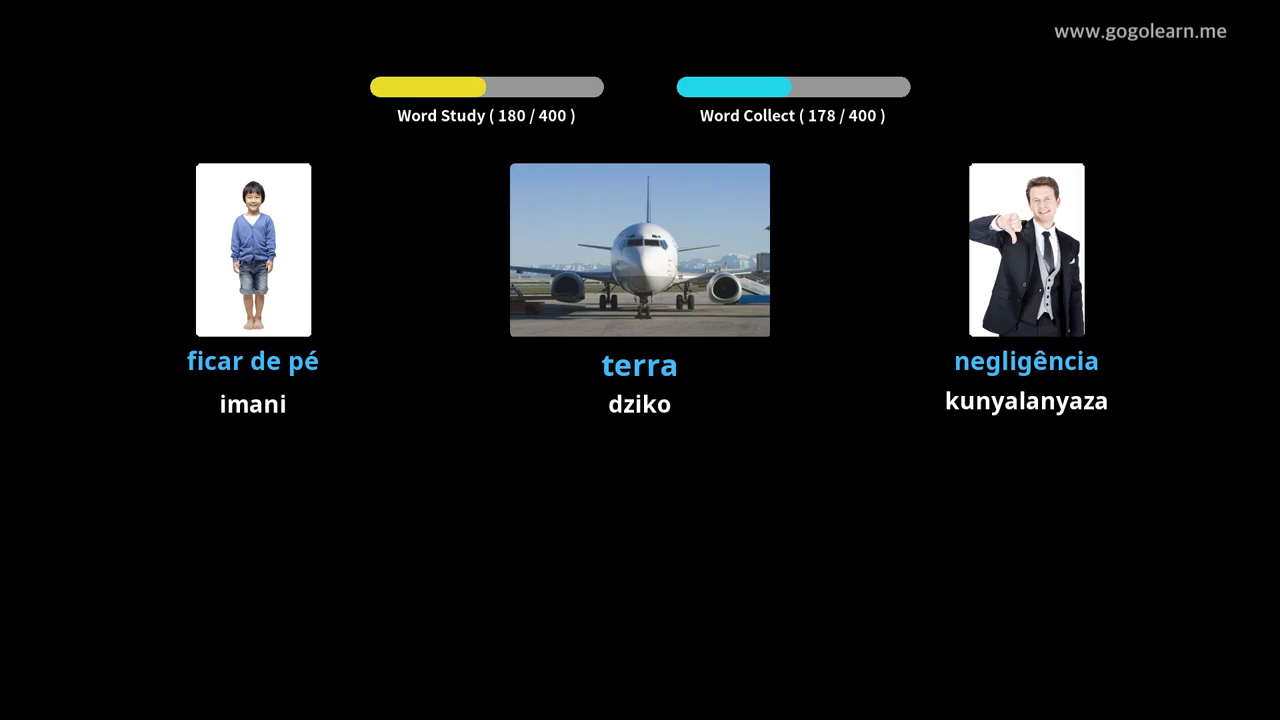 www.gogolearn.me
Word Study ( 180 / 400 )
Word Collect ( 178 / 400 )
ficar de pé
imani
terra
dziko
negligência
kunyalanyaza